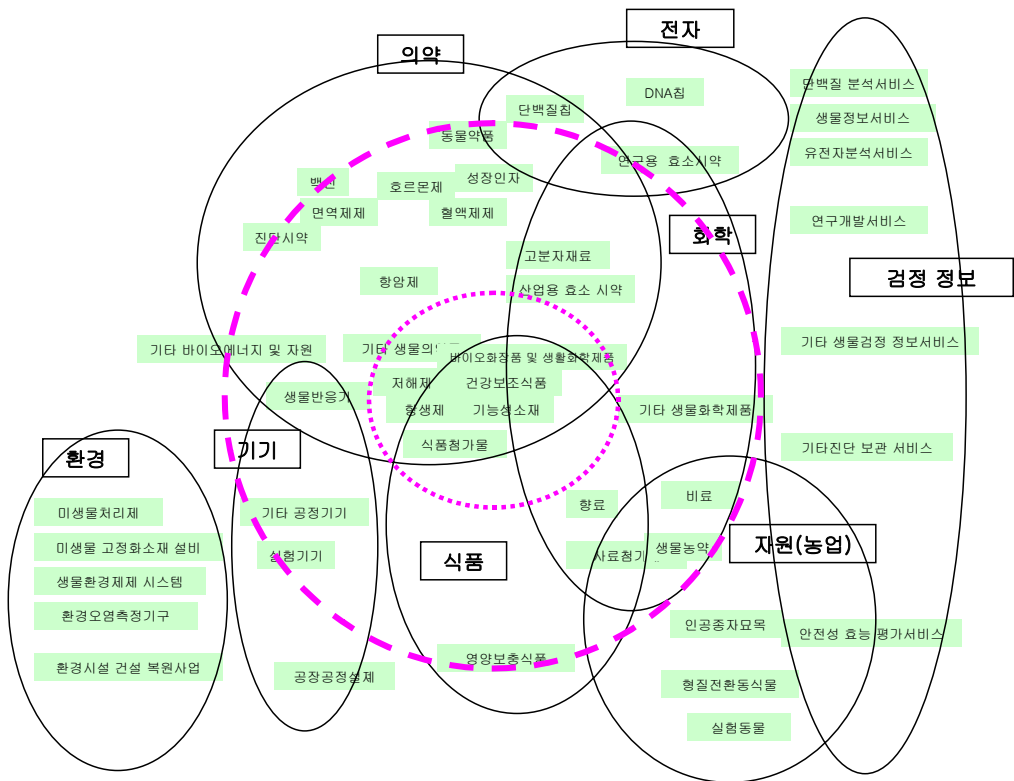 전자
의약
단백질 분석서비스
DNA칩
단백질칩
생물정보서비스
동물약품
유전자분석서비스
연구용 효소시약
성장인자
백신
호르몬제
면역제제
혈액제제
연구개발서비스
진단시약
화학
고분자재료
검정 정보
항암제
산업용 효소 시약
기타 생물검정 정보서비스
기타 바이오에너지 및 자원
기타 생물의
바이오화장품 및 생활화학제품
저해제
건강보조식품
생물반응기
항생제
기능성소재
기타 생물화학제품
식품첨가물
기타진단 보관 서비스
기기
환경
비료
향료
미생물처리제
기타 공정기기
자원(농업)
미생물 고정화소재 설비
실험기기
식품
사료첨가
생물농약
생물환경제제 시스템
환경오염측정기구
인공종자묘목
안전성 효능 평가서비스
환경시설 건설 복원사업
영양보충식품
공장공정설계
형질전환동식물
실험동물